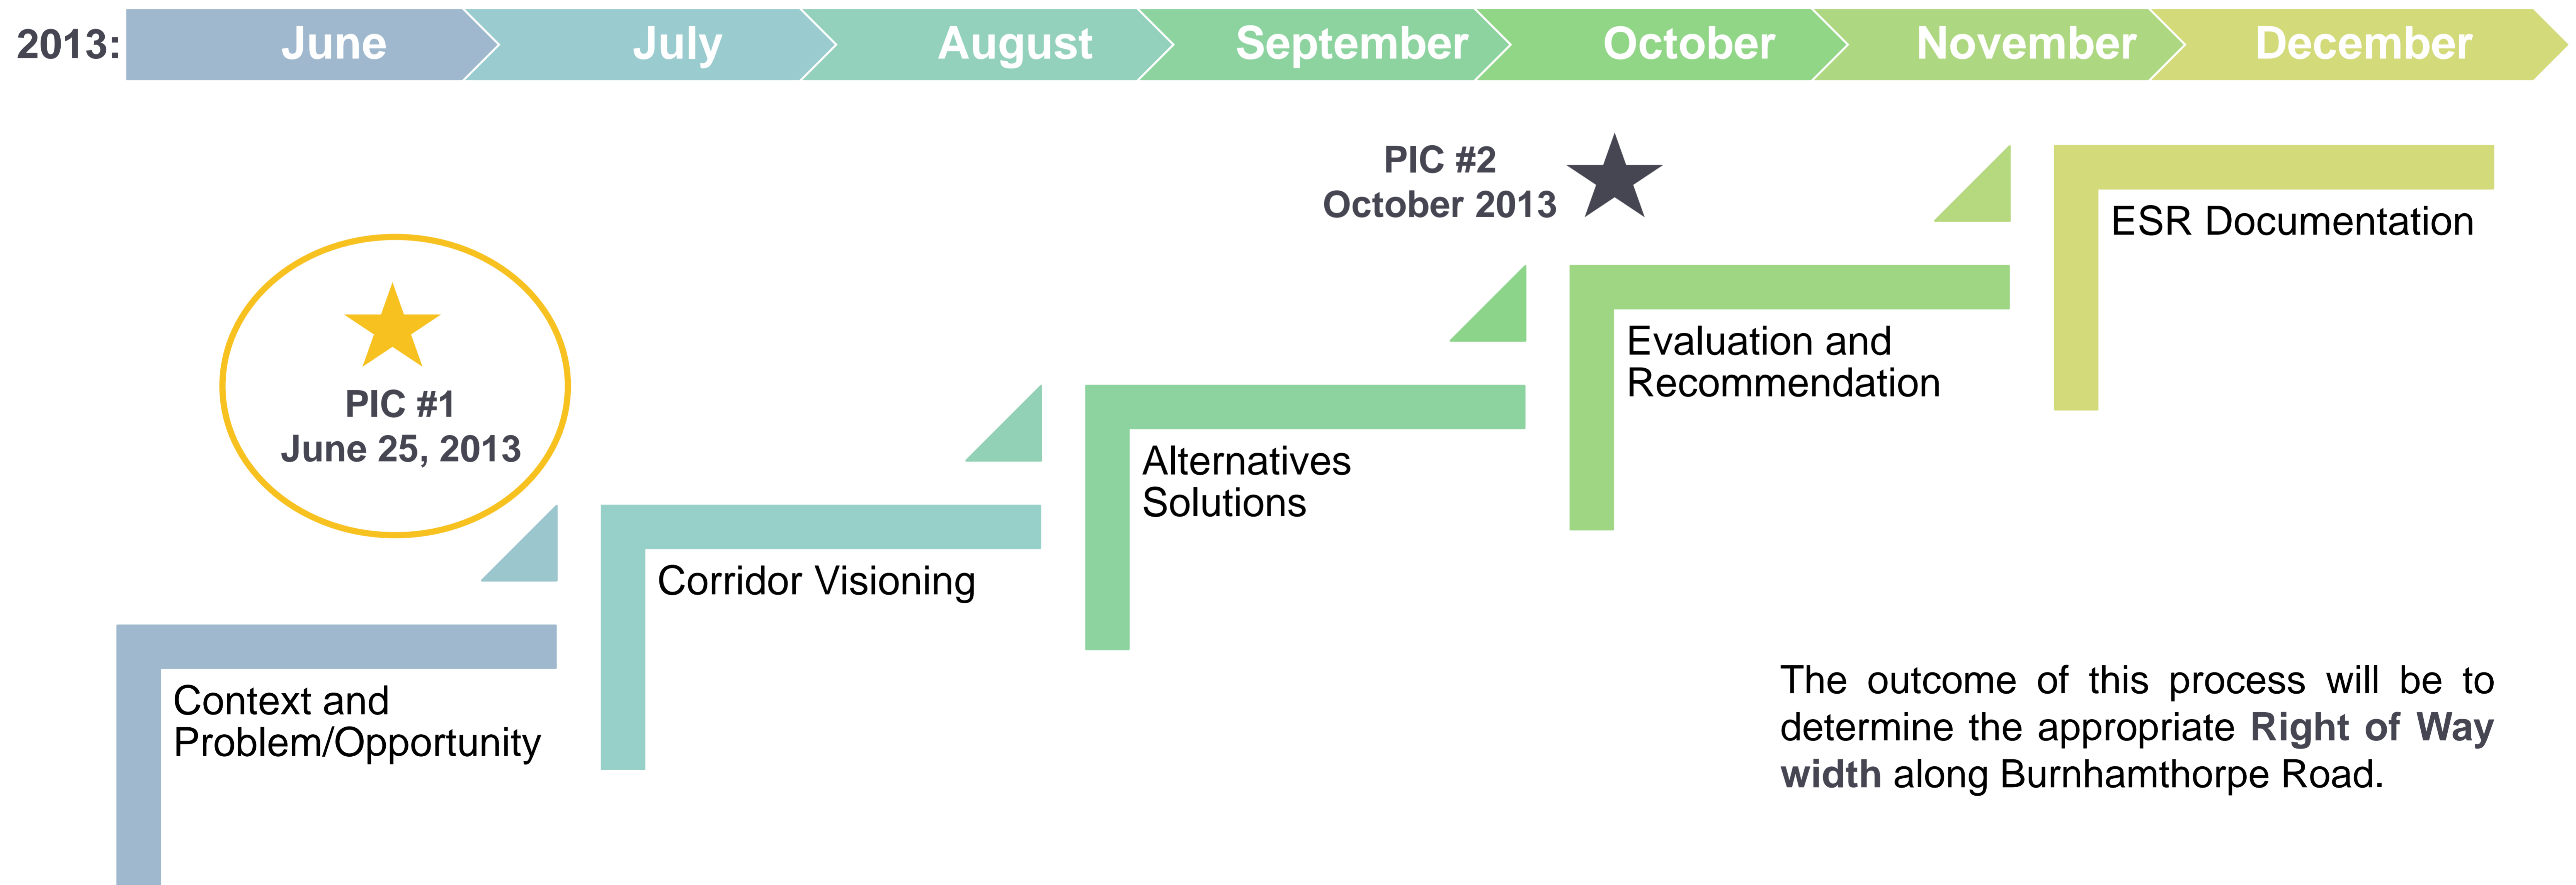 2013: June July August September October November December
PIC #2
October 2013
ESR Documentation
Evaluation and
Recommendation
PIC #1
June 25, 2013
Alternatives
Solutions
Corridor Visioning
Context and
Problem/Opportunity
The outcome of this process will be to
determine the appropriate Right of Way
width along Burnhamthorpe Road.